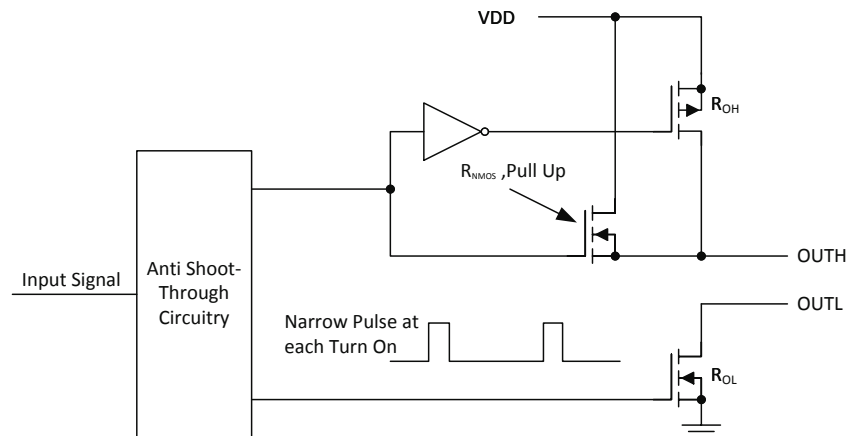 VDD
ROH
RNMOS ,Pull Up
Input Signal
Anti Shoot-
Through
Circuitry
OUTH
OUTL
Narrow Pulse at
each Turn On
ROL